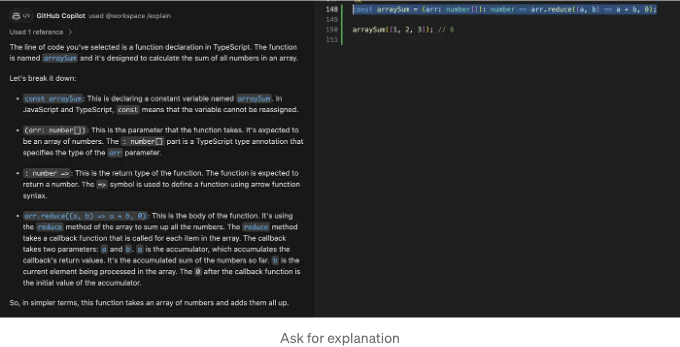 GitHub Copilot used @workspace /explain
Used 1 reference >
The line of code you've selected is a function declaration in TypeScript. The function
is named arraySum and it's designed to calculate the sum of all numbers in an array.
Let's break it down:
• const arraySum: This is declaring a constant variable named arraySum. In
JavaScript and TypeScript, const means that the variable cannot be reassigned.
• (arr: number[]): This is the parameter that the function takes. It's expected to
be an array of numbers. The : number[] part is a TypeScript type annotation that
specifies the type of the arr parameter.
• : number =>: This is the return type of the function. The function is expected to
return a number. The => symbol is used to define a function using arrow function
syntax.
• arr.reduce((a, b) => a + b, 0): This is the body of the function. It's using
the reduce method of the array to sum up all the numbers. The reduce method
takes a callback function that is called for each item in the array. The callback
takes two parameters: a and b. a is the accumulator, which accumulates the
callback's return values. It's the accumulated sum of the numbers so far. b is
the current element being processed in the array. The 0 after the callback function is
the initial value of the accumulator.
So, in simpler terms, this function takes an array of numbers and adds them all up.
148 const arraySum = (arr: number[]): number => arr.reduce((a, b) => a + b, 0);
149
150 arraySum([1, 2, 3]); // 6
151
Ask for explanation